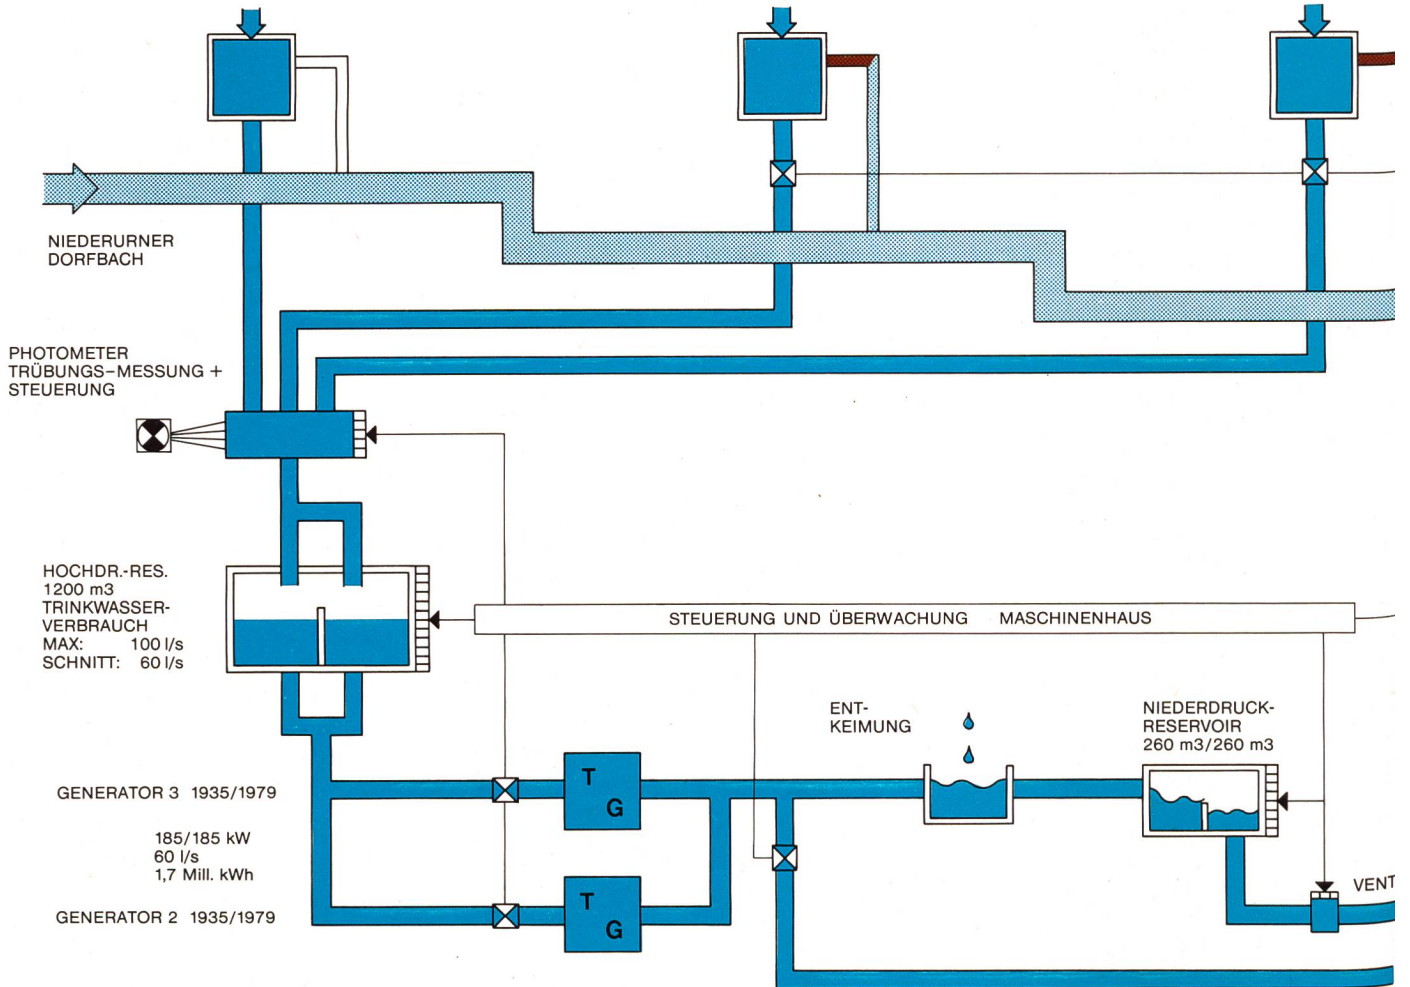 NIEDERURNER
DORFBACH
PHOTOMETER
TRÜBUNGS-MESSUNG +
STEUERUNG
HOCHDR.-RES.
1200 m3
TRINKWASSER-
VERBRAUCH
MAX: 100 l/s
SCHNITT: 60 l/s
STEUERUNG UND ÜBERWACHUNG MASCHINENHAUS
ENT-
KEIMUNG
NIEDERDRUCK-
RESERVOIR
260 m3/260 m3
GENERATOR 3 1935/1979
T
G
185/185 kW
60 l/s
1,7 Mill. kWh
VENT
GENERATOR 2 1935/1979
T
G